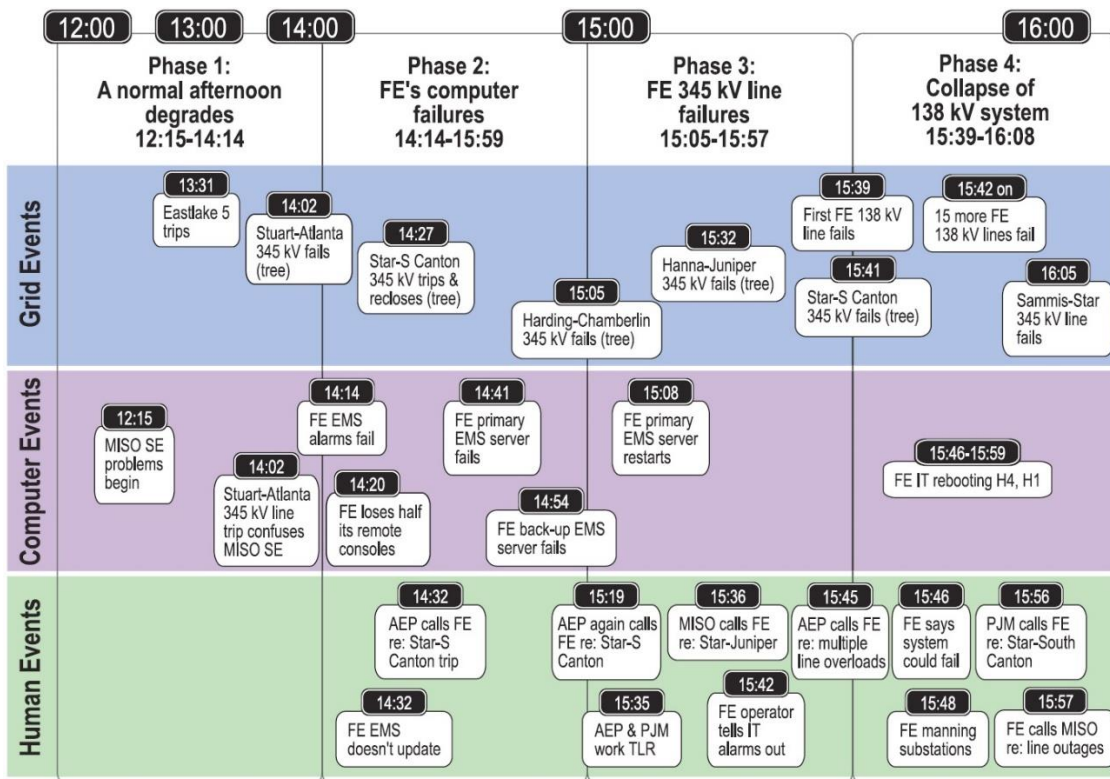 12:00
13:00
14:00
15:00
16:00
Phase 1:
A normal afternoon
degrades
12:15-14:14
Phase 2:
FE's computer
failures
14:14-15:59
Phase 3:
FE 345 kV line
failures
15:05-15:57
Phase 4:
Collapse of
138 kV system
15:39-16:08
Grid Events
13:31
Eastlake 5
trips
14:02
Stuart-Atlanta
345 kV fails
(tree)
14:27
Star-S Canton
345 kV trips &
recloses (tree)
15:05
Harding-Chamberlin
345 kV fails (tree)
15:32
Hanna-Juniper
345 kV fails (tree)
15:39
First FE 138 kV
line fails
15:41
Star-S Canton
345 kV fails (tree)
15:42 on
15 more FE
138 kV lines fail
16:05
Sammis-Star
345 kV line
fails
Computer Events
12:15
MISO SE
problems
begin
14:02
Stuart-Atlanta
345 kV line
trip confuses
MISO SE
14:14
FE EMS
alarms fail
14:20
FE loses half
its remote
consoles
14:41
FE primary
EMS server
fails
14:54
FE back-up EMS
server fails
15:08
FE primary
EMS server
restarts
15:46-15:59
FE IT rebooting H4, H1
Human Events
14:32
AEP calls FE
re: Star-S
Canton trip
14:32
FE EMS
doesn't update
15:19
AEP again calls
FE re: Star-S
Canton
15:35
AEP & PJM
work TLR
15:36
MISO calls FE
re: Star-Juniper
15:42
FE operator
tells IT
alarms out
15:45
AEP calls FE
re: multiple
line overloads
15:46
FE says
system
could fail
15:48
FE manning
substations
15:56
PJM calls FE
re: Star-South
Canton
15:57
FE calls MISO
re: line outages